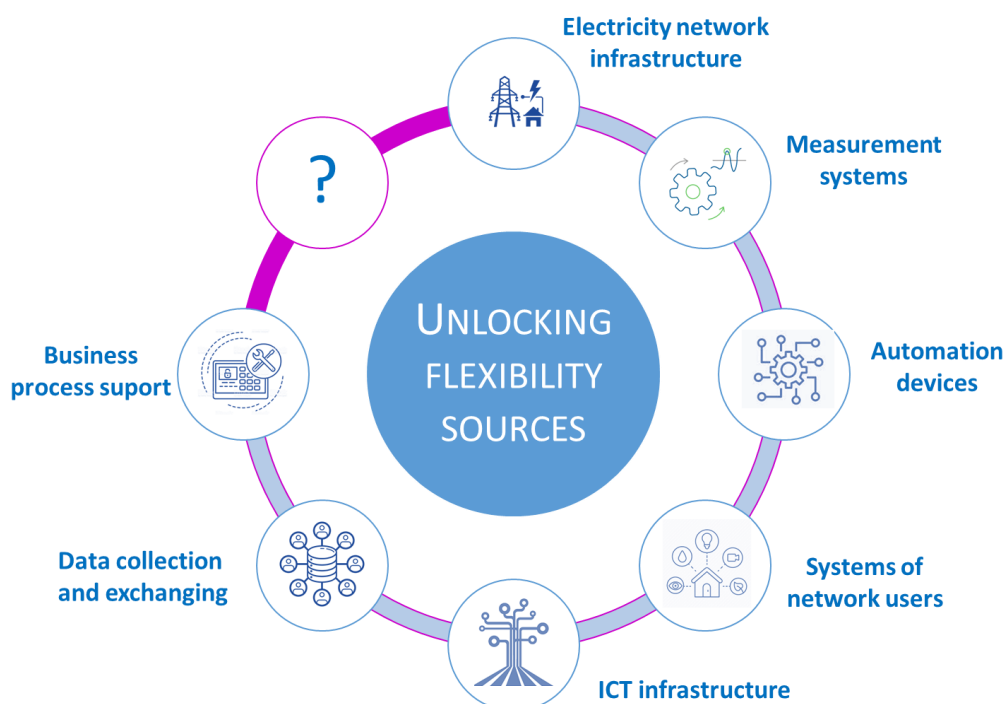 Electricity network
infrastructure
Measurement
systems
Automation
devices
Systems of
network users
ICT infrastructure
Data collection
and exchanging
Business
process suport
?
UNLOCKING
FLEXIBILITY
SOURCES